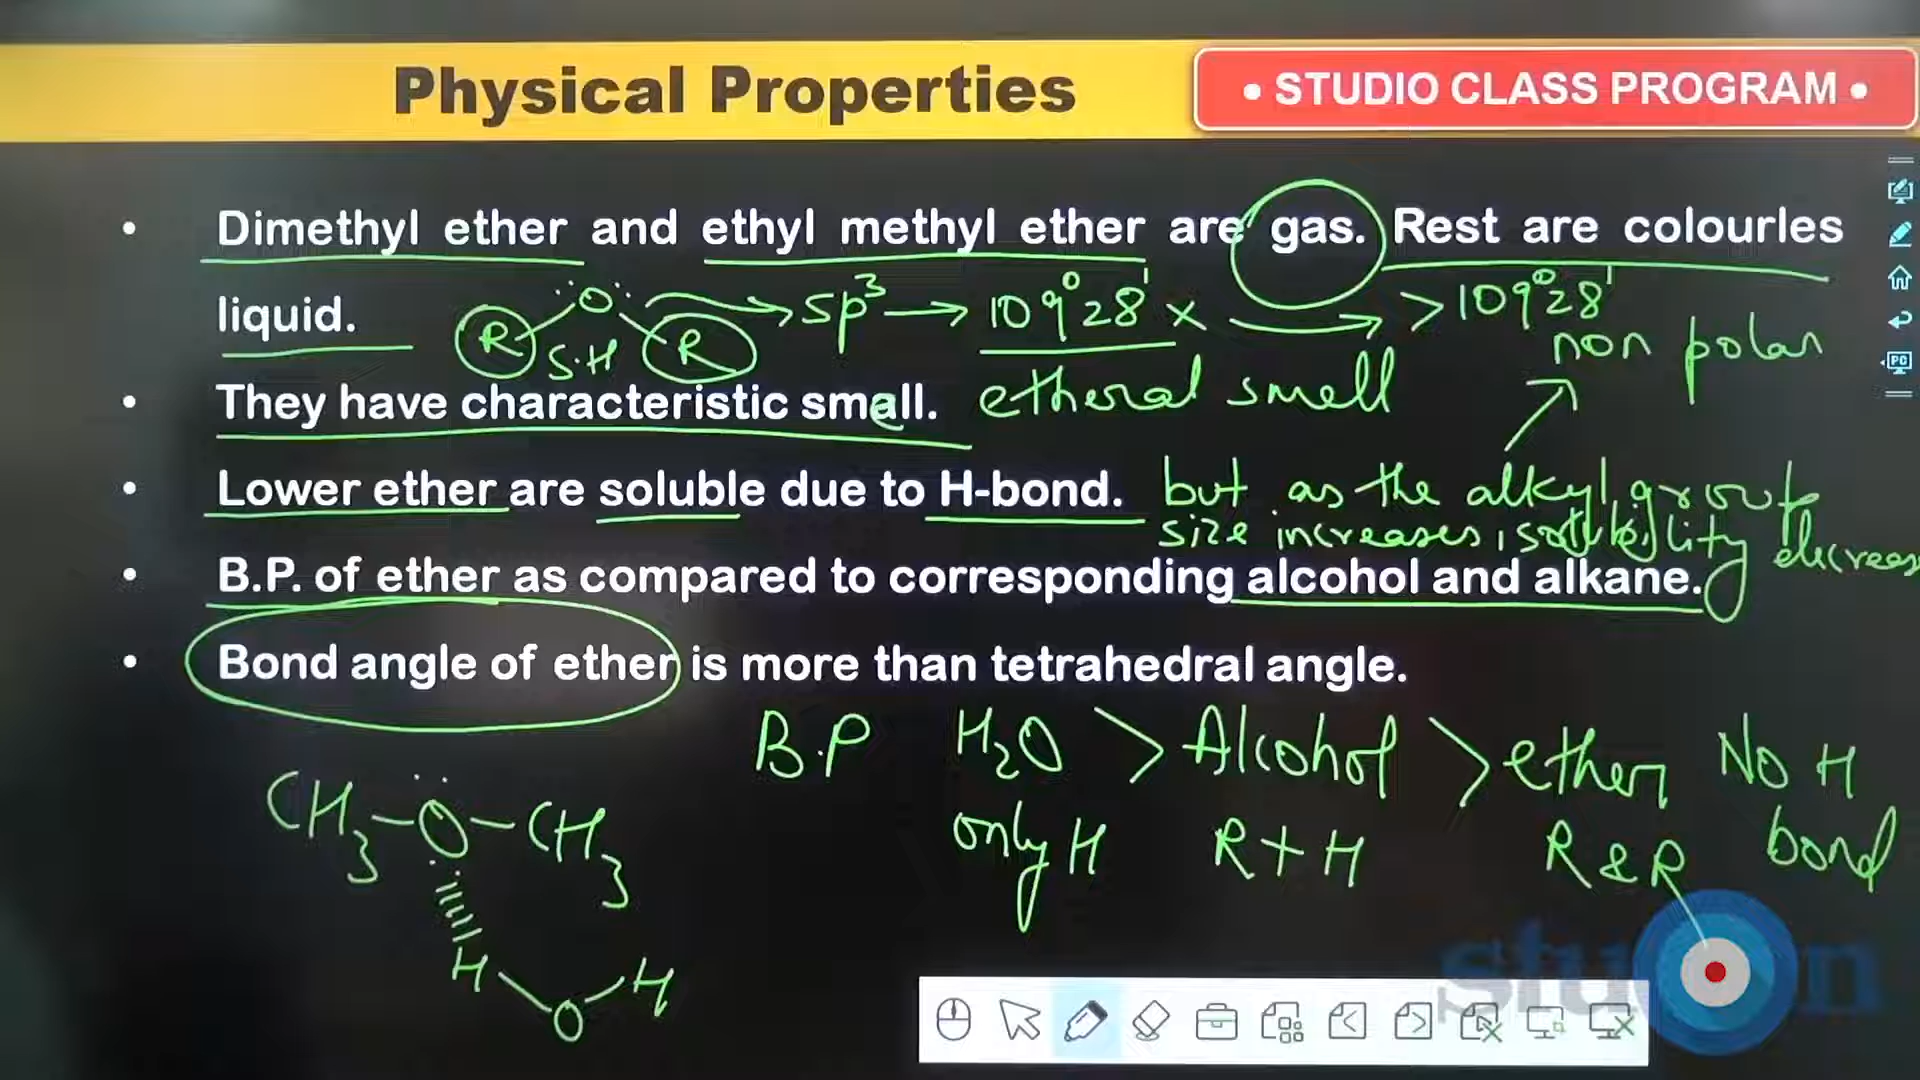 Physical Properties
• STUDIO CLASS PROGRAM •
• Dimethyl ether and ethyl methyl ether are gas. Rest are colourles
liquid.
R O R S.H → sp³ → 109°28' × → > 109°28'
non polar
• They have characteristic smell. etheral smell
• Lower ether are soluble due to H-bond. but as the alkyl group
size increases, solubility decreas
• B.P. of ether as compared to corresponding alcohol and alkane.
• Bond angle of ether is more than tetrahedral angle.
B.P H₂O > Alcohol > ether No H
only H R + H R & R bond
CH₃-O-CH₃
H
O H
PC